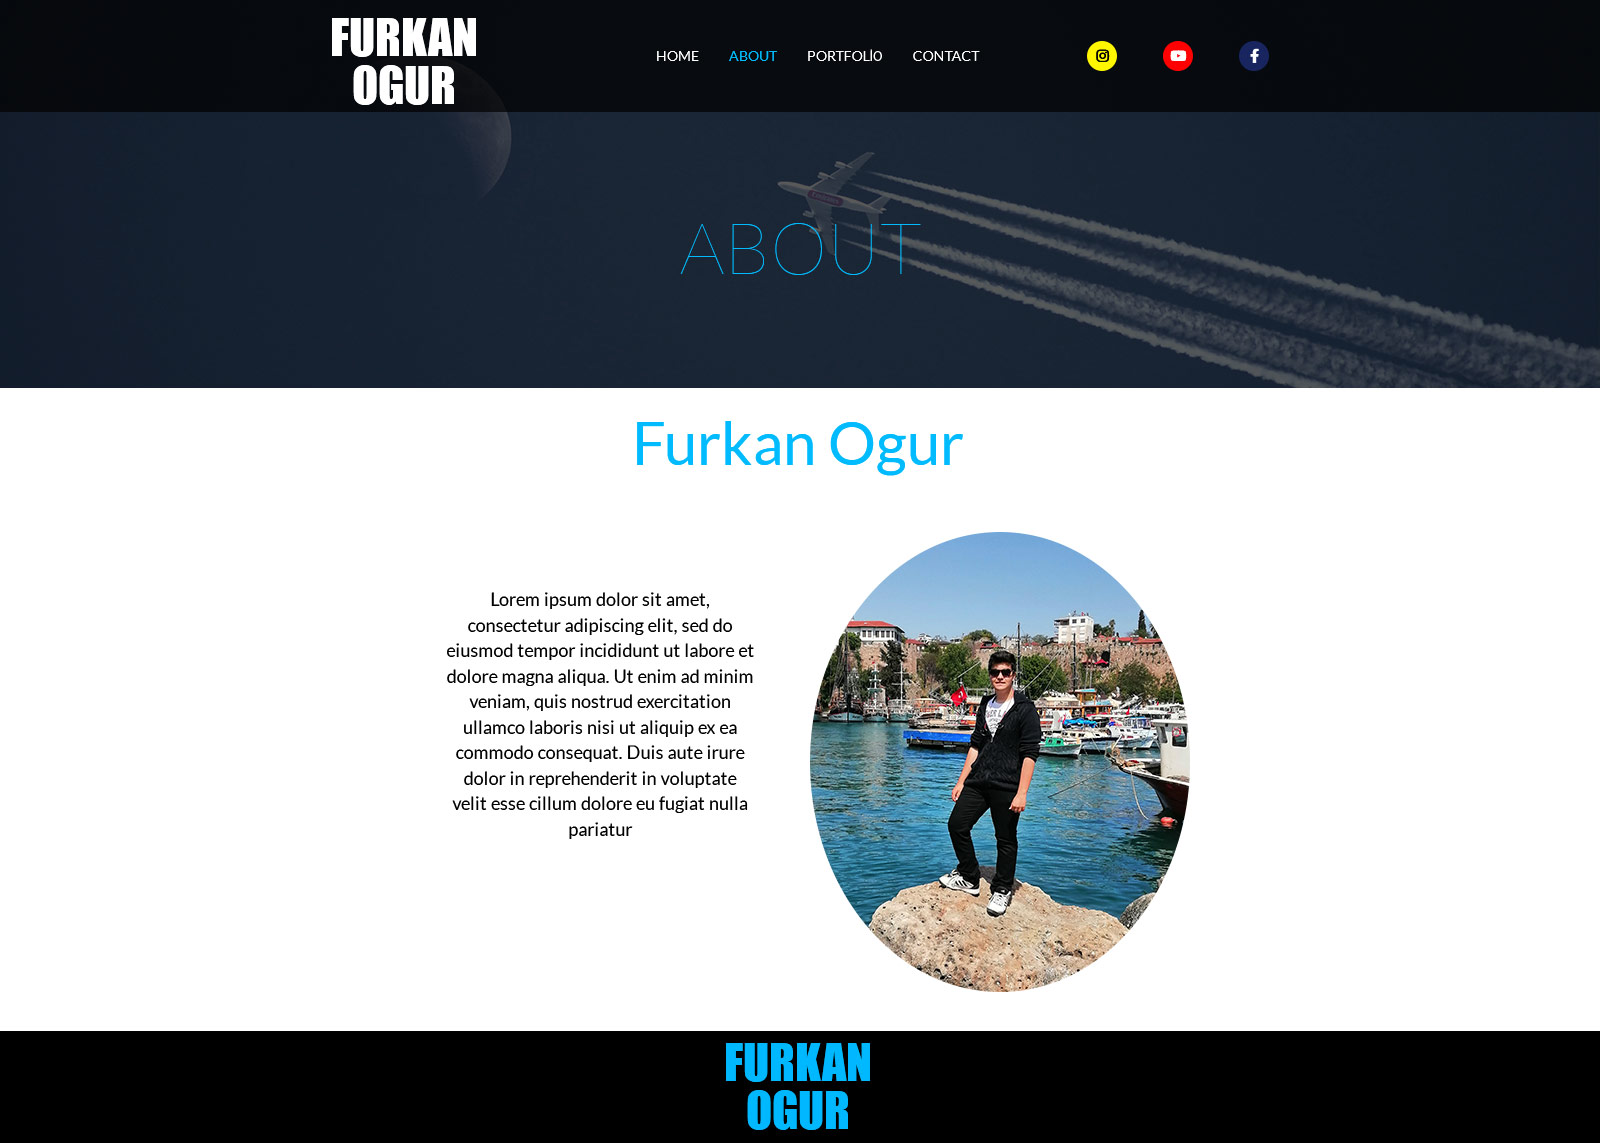 FURKAN
OGUR
HOME ABOUT PORTFOLİO CONTACT
ABOUT
Furkan Ogur
Lorem ipsum dolor sit amet,
consectetur adipiscing elit, sed do
eiusmod tempor incididunt ut labore et
dolore magna aliqua. Ut enim ad minim
veniam, quis nostrud exercitation
ullamco laboris nisi ut aliquip ex ea
commodo consequat. Duis aute irure
dolor in reprehenderit in voluptate
velit esse cillum dolore eu fugiat nulla
pariatur
FURKAN
OGUR